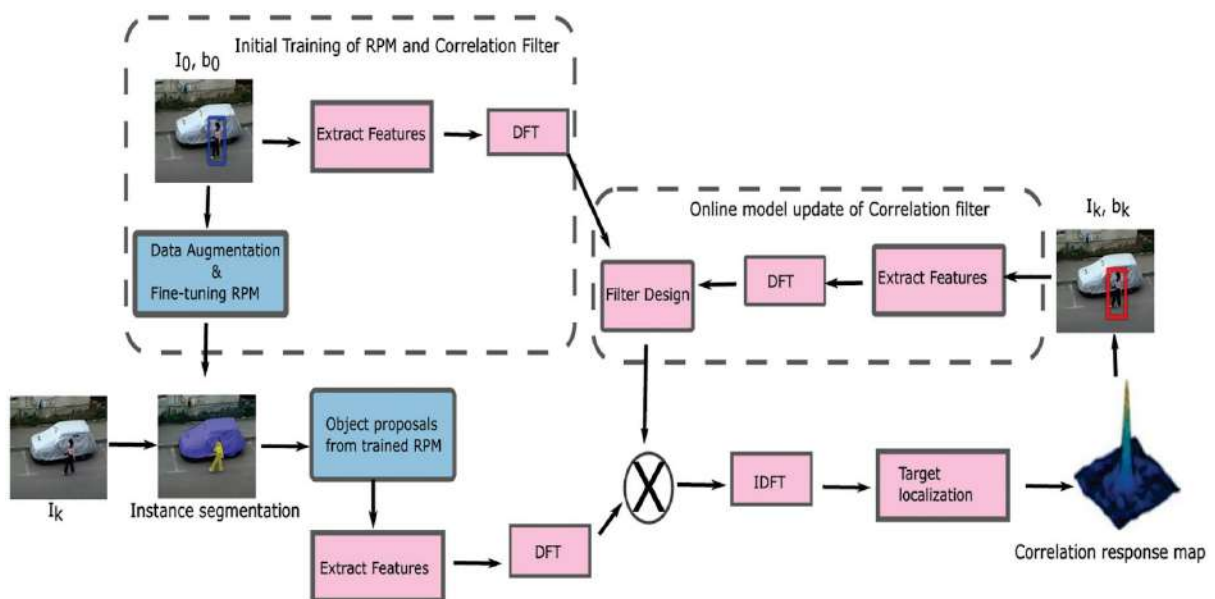 Initial Training of RPM and Correlation Filter
I0, b0
Extract Features
DFT
Data Augmentation
&
Fine-tuning RPM
Online model update of Correlation filter
Ik, bk
Filter Design
DFT
Extract Features
Ik
Instance segmentation
Object proposals
from trained RPM
Extract Features
DFT
X
IDFT
Target
localization
Correlation response map